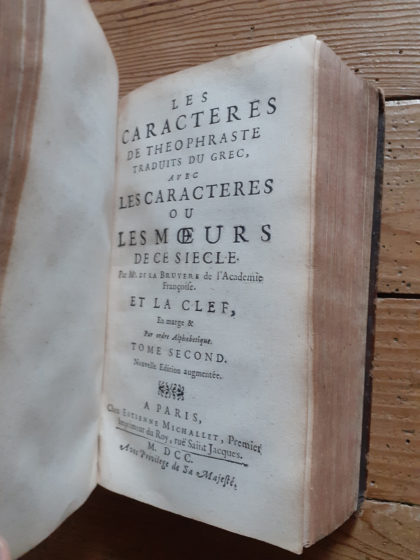 LES
CARACTERES
DE THEOPHRASTE
TRADUITS DU GREC,
AVEC
LES CARACTERES
OU
LES MŒURS
DE CE SIECLE.
Par Mr. DE LA BRUYERE de l'Academie
Françoise.
ET LA CLEF,
En marge &
Par ordre Alphabetique.
TOME SECOND.
Nouvelle Edition augmentée.
A PARIS,
Chez ESTIENNE MICHALLET, Premier
Imprimeur du Roy, ruë Saint Jacques.
M. DCC.
Avec Privilege de Sa Majesté.